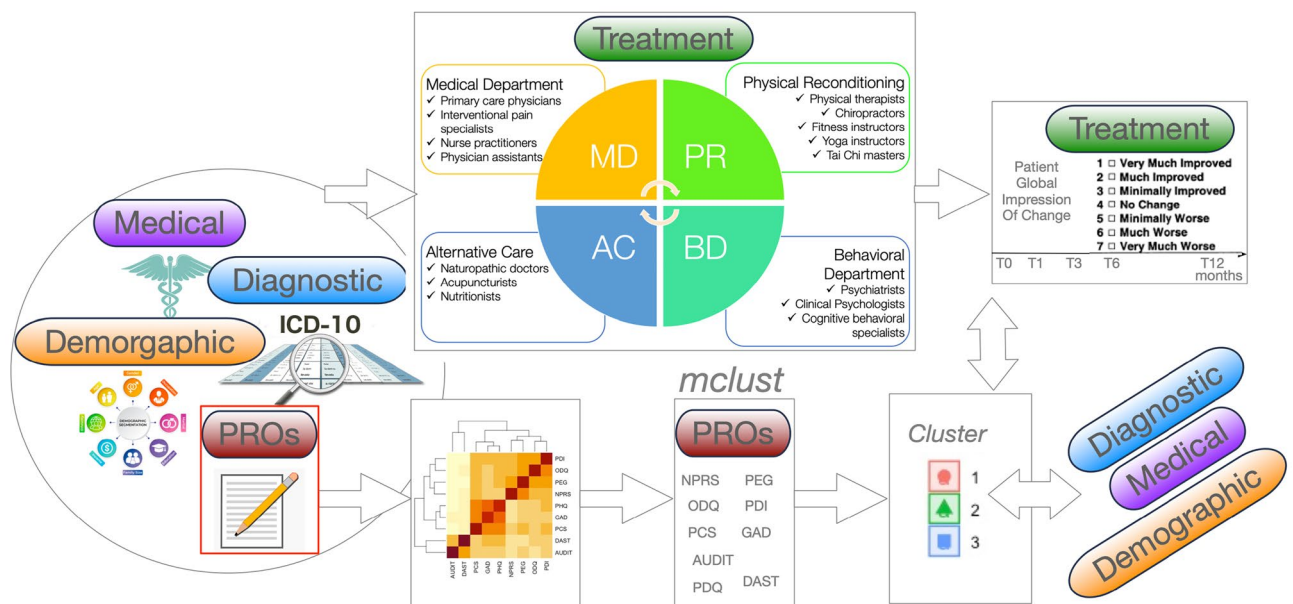 Treatment
Medical Department
✓ Primary care physicians
✓ Interventional pain
specialists
✓ Nurse practitioners
✓ Physician assistants
MD
PR
Physical Reconditioning
✓ Physical therapists
✓ Chiropractors
✓ Fitness instructors
✓ Yoga instructors
✓ Tai Chi masters
AC
BD
Alternative Care
✓ Naturopathic doctors
✓ Acupuncturists
✓ Nutritionists
Behavioral
Department
✓ Psychiatrists
✓ Clinical Psychologists
✓ Cognitive behavioral
specialists
Treatment
Patient
Global
Impression
Of Change
1 □ Very Much Improved
2 □ Much Improved
3 □ Minimally Improved
4 □ No Change
5 □ Minimally Worse
6 □ Much Worse
7 □ Very Much Worse
T0 T1 T3 T6 T12
months
Medical
Diagnostic
ICD-10
Demorgaphic
DEMOGRAPHIC
SEGMENTATION
PROs
PDI
ODQ
PEG
NPRS
PHQ
GAD
PCS
DAST
AUDIT
AUDIT DAST PCS GAD PHQ NPRS PEG ODQ PDI
mclust
PROs
NPRS PEG
ODQ PDI
PCS GAD
AUDIT
PDQ DAST
Cluster
1
2
3
Diagnostic
Medical
Demographic